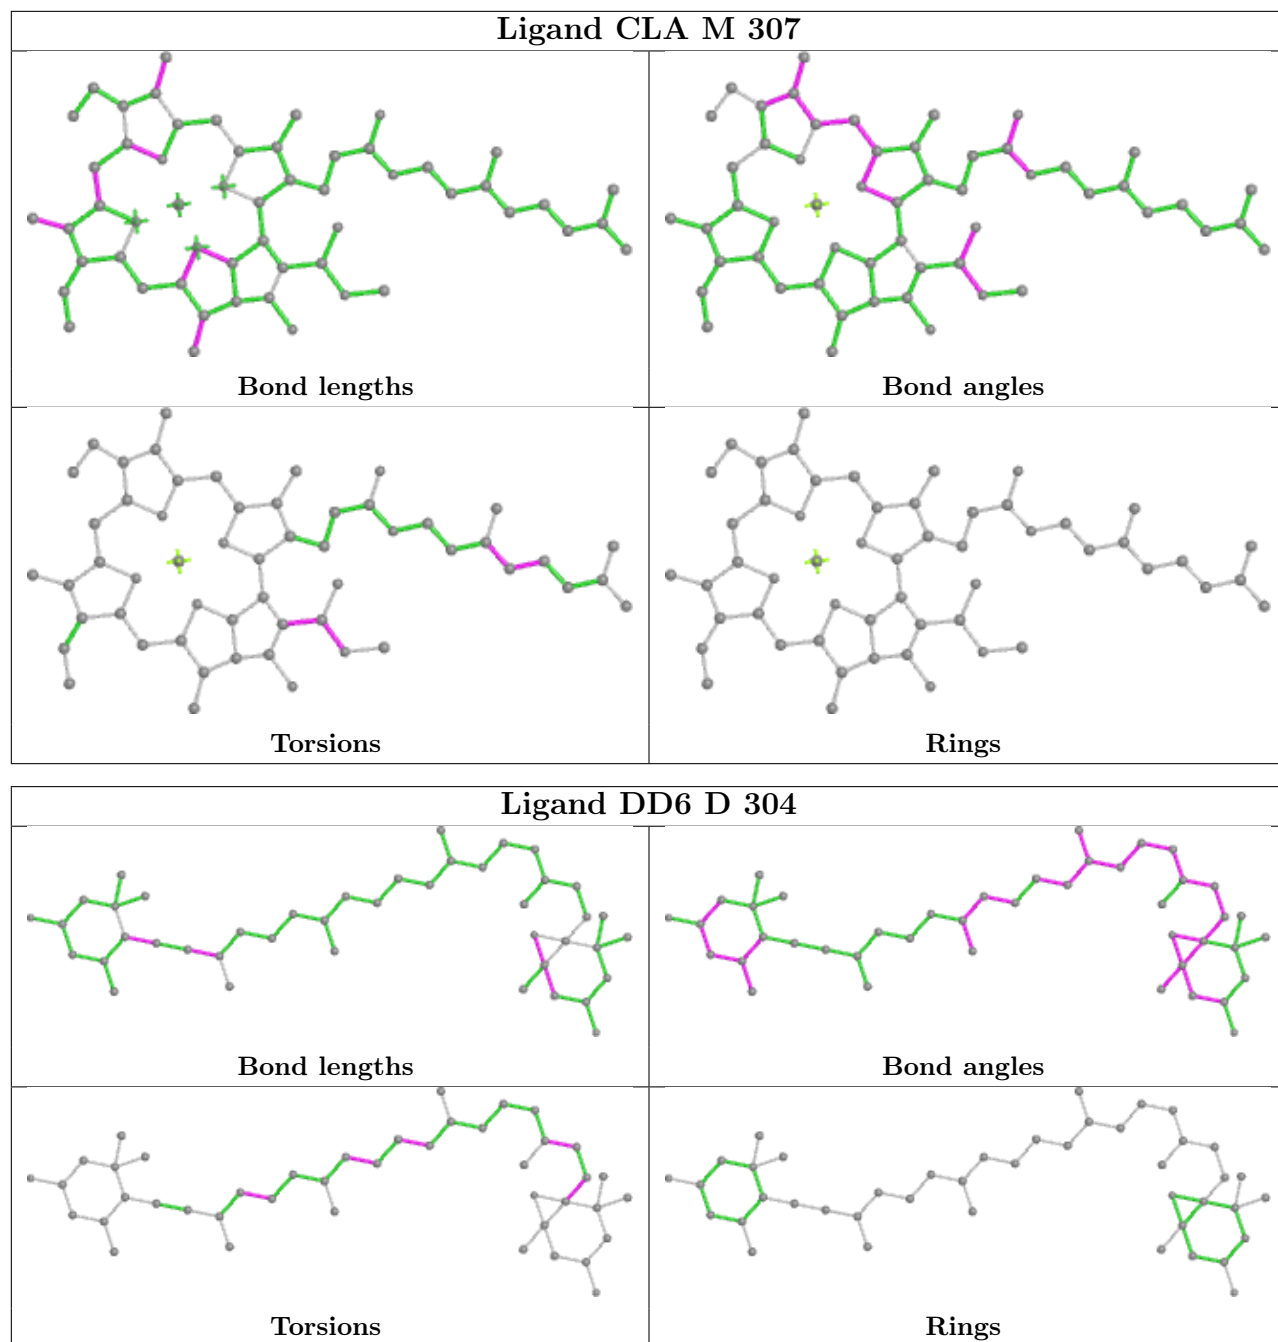 Ligand CLA M 307
Bond lengths
Bond angles
Torsions
Rings
Ligand DD6 D 304
Bond lengths
Bond angles
Torsions
Rings